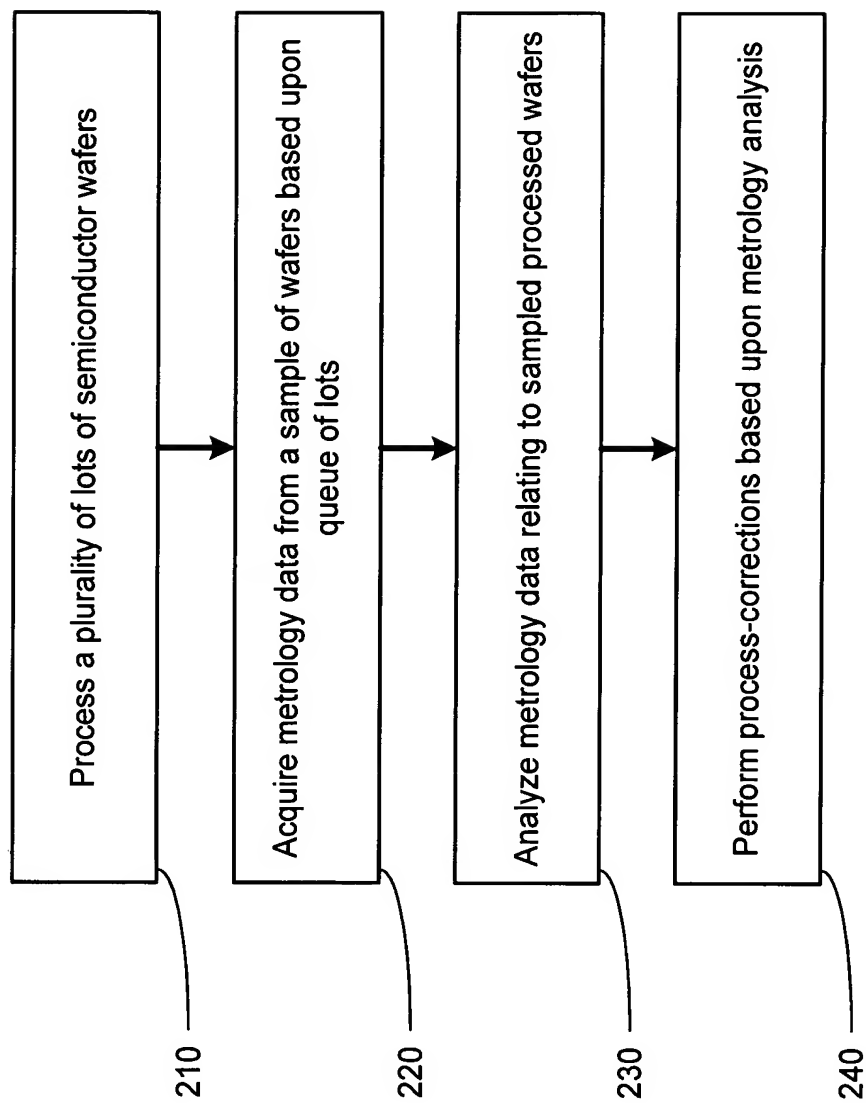 Process a plurality of lots of semiconductor wafers
210
Acquire metrology data from a sample of wafers based upon
queue of lots
220
Analyze metrology data relating to sampled processed wafers
230
Perform process-corrections based upon metrology analysis
240